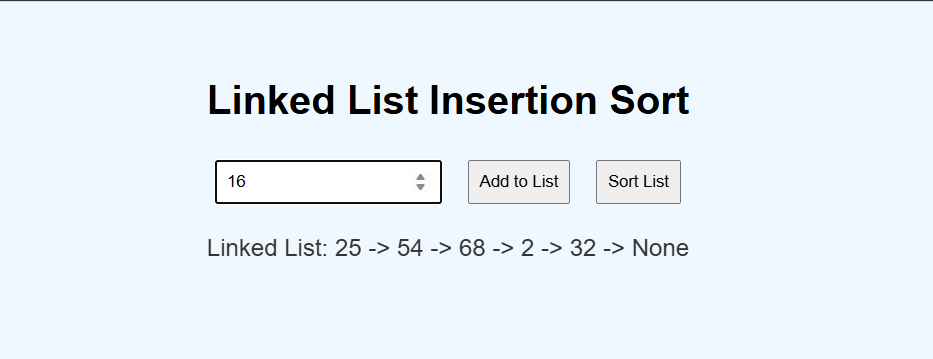 Linked List Insertion Sort
16 Add to List Sort List
Linked List: 25 -> 54 -> 68 -> 2 -> 32 -> None